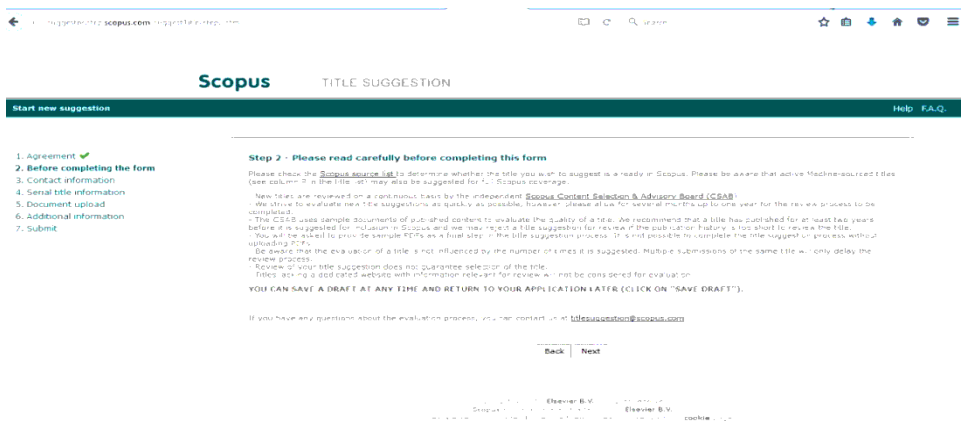 scopus.com
Scopus TITLE SUGGESTION
Start new suggestion Help F.A.Q.
1. Agreement
2. Before completing the form
3. Contact information
4. Serial title information
5. Document upload
6. Additional information
7. Submit
Step 2 - Please read carefully before completing this form
Please check the Scopus source list to determine whether the title you wish to suggest is already in Scopus. Please be aware that active Medline-sourced titles
(see column P in the title list) may also be suggested for full Scopus coverage.
- New titles are reviewed on a continuous basis by the independent Scopus Content Selection & Advisory Board (CSAB)
- We strive to evaluate new title suggestions as quickly as possible, however please allow for several months up to one year for the review process to be
completed.
- The CSAB uses sample documents of published content to evaluate the quality of a title. We recommend that a title has published for at least two years
before it is suggested for inclusion in Scopus and we may reject a title suggestion for review if the publication history is too short to review the title.
- You will be asked to provide sample PDFs as a final step in the title suggestion process. It is not possible to complete the title suggestion process without
uploading PDFs.
- Be aware that the evaluation of a title is not influenced by the number of times it is suggested. Multiple submissions of the same title will only delay the
review process.
- Review of your title suggestion does not guarantee selection of the title.
- Titles lacking a dedicated website with information relevant for review will not be considered for evaluation
YOU CAN SAVE A DRAFT AT ANY TIME AND RETURN TO YOUR APPLICATION LATER (CLICK ON "SAVE DRAFT").
If you have any questions about the evaluation process, you can contact us at titlesuggestion@scopus.com
Back Next
Elsevier B.V.
Elsevier B.V.
cookie